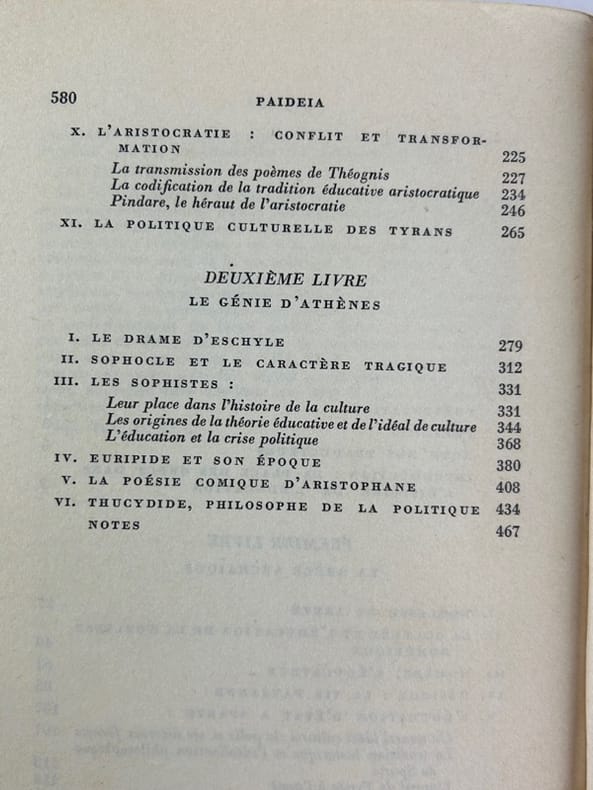 580 PAIDEIA
X. L'ARISTOCRATIE : CONFLIT ET TRANSFOR-
MATION 225
La transmission des poèmes de Théognis 227
La codification de la tradition éducative aristocratique 234
Pindare, le héraut de l'aristocratie 246
XI. LA POLITIQUE CULTURELLE DES TYRANS 265
DEUXIÈME LIVRE
LE GÉNIE D'ATHÈNES
I. LE DRAME D'ESCHYLE 279
II. SOPHOCLE ET LE CARACTÈRE TRAGIQUE 312
III. LES SOPHISTES : 331
Leur place dans l'histoire de la culture 331
Les origines de la théorie éducative et de l'idéal de culture 344
L'éducation et la crise politique 368
IV. EURIPIDE ET SON ÉPOQUE 380
V. LA POÉSIE COMIQUE D'ARISTOPHANE 408
VI. THUCYDIDE, PHILOSOPHE DE LA POLITIQUE 434
NOTES 467